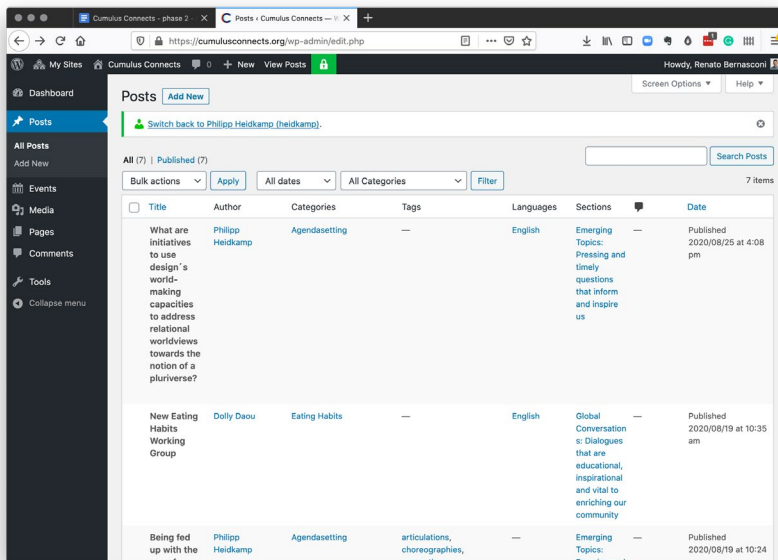 Cumulus Connects - phase 2 -
Posts ‹ Cumulus Connects — W
https://cumulusconnects.org/wp-admin/edit.php
1
My Sites
Cumulus Connects
0
New
View Posts
Howdy, Renato Bernasconi
Dashboard
Posts
All Posts
Add New
Events
Media
Pages
Comments
Tools
Collapse menu
Screen Options
Help
Posts
Add New
Switch back to Philipp Heidkamp (heidkamp).
All (7) | Published (7)
Search Posts
Bulk actions
Apply
All dates
All Categories
Filter
7 items
Title
Author
Categories
Tags
Languages
Sections
Date
What are
initiatives
to use
design´s
world-
making
capacities
to address
relational
worldviews
towards the
notion of a
pluriverse?
Philipp
Heidkamp
Agendasetting
—
English
Emerging
Topics:
Pressing and
timely
questions
that inform
and inspire
us
—
Published
2020/08/25 at 4:08
pm
New Eating
Habits
Working
Group
Dolly Daou
Eating Habits
—
English
Global
Conversation
s: Dialogues
that are
educational,
inspirational
and vital to
enriching our
community
—
Published
2020/08/19 at 10:35
am
Being fed
up with the
Philipp
Heidkamp
Agendasetting
articulations,
choreographies,
—
Emerging
Topics:
—
Published
2020/08/19 at 10:24